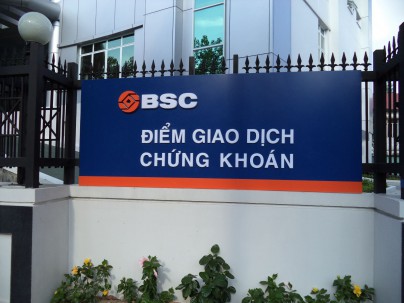 BSC
ĐIỂM GIAO DỊCH
CHỨNG KHOÁN